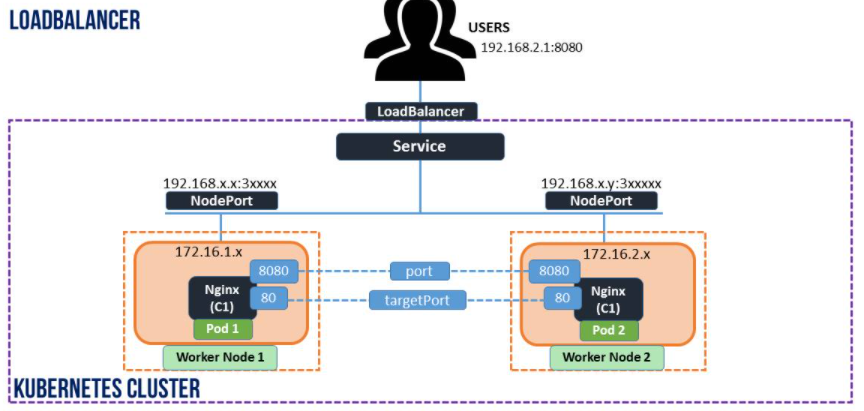 LOADBALANCER
USERS
192.168.2.1:8080
LoadBalancer
Service
192.168.x.x:3xxxx
NodePort
192.168.x.y:3xxxxx
NodePort
172.16.1.x
8080
Nginx
(C1)
80
Pod 1
Worker Node 1
port
targetPort
172.16.2.x
8080
80
Nginx
(C1)
Pod 2
Worker Node 2
KUBERNETES CLUSTER